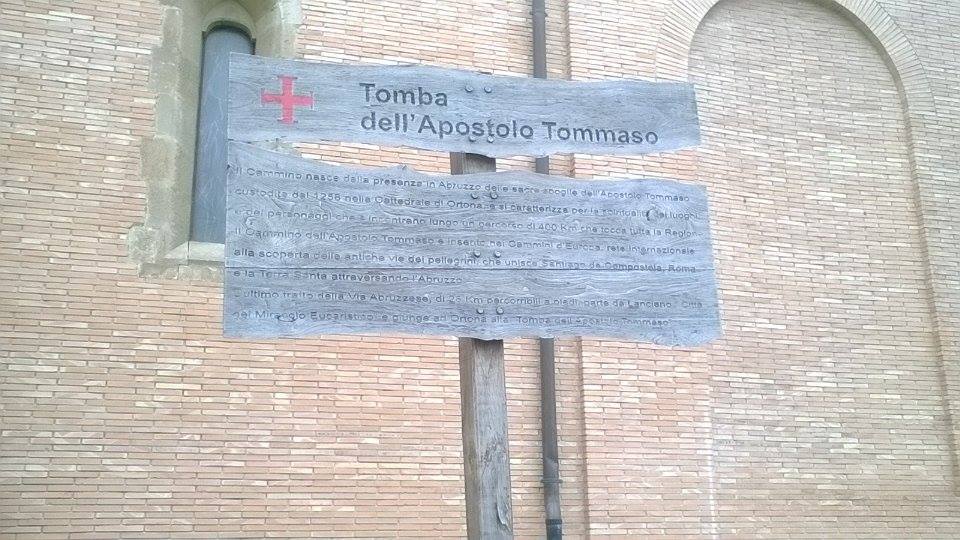 Tomba
dell'Apostolo Tommaso
Il Cammino nasce dalla presenza in Abruzzo delle sacre spoglie dell'Apostolo Tommaso
custodite dal 1258 nella Cattedrale di Ortona, e si caratterizza per la spiritualità dei luoghi
e dei personaggi che s'incontrano lungo un percorso di 400 Km che tocca tutta la Regione.
Il Cammino dell'Apostolo Tommaso è inserito nei Cammini d'Europa, rete internazionale
alla scoperta delle antiche vie dei pellegrini, che unisce Santiago de Compostela, Roma
e la Terra Santa attraversando l'Abruzzo.
L'ultimo tratto della Via Abruzzese, di 25 Km percorribili a piedi, parte da Lanciano "Città
del Miracolo Eucaristico" e giunge ad Ortona alla "Tomba dell'Apostolo Tommaso"